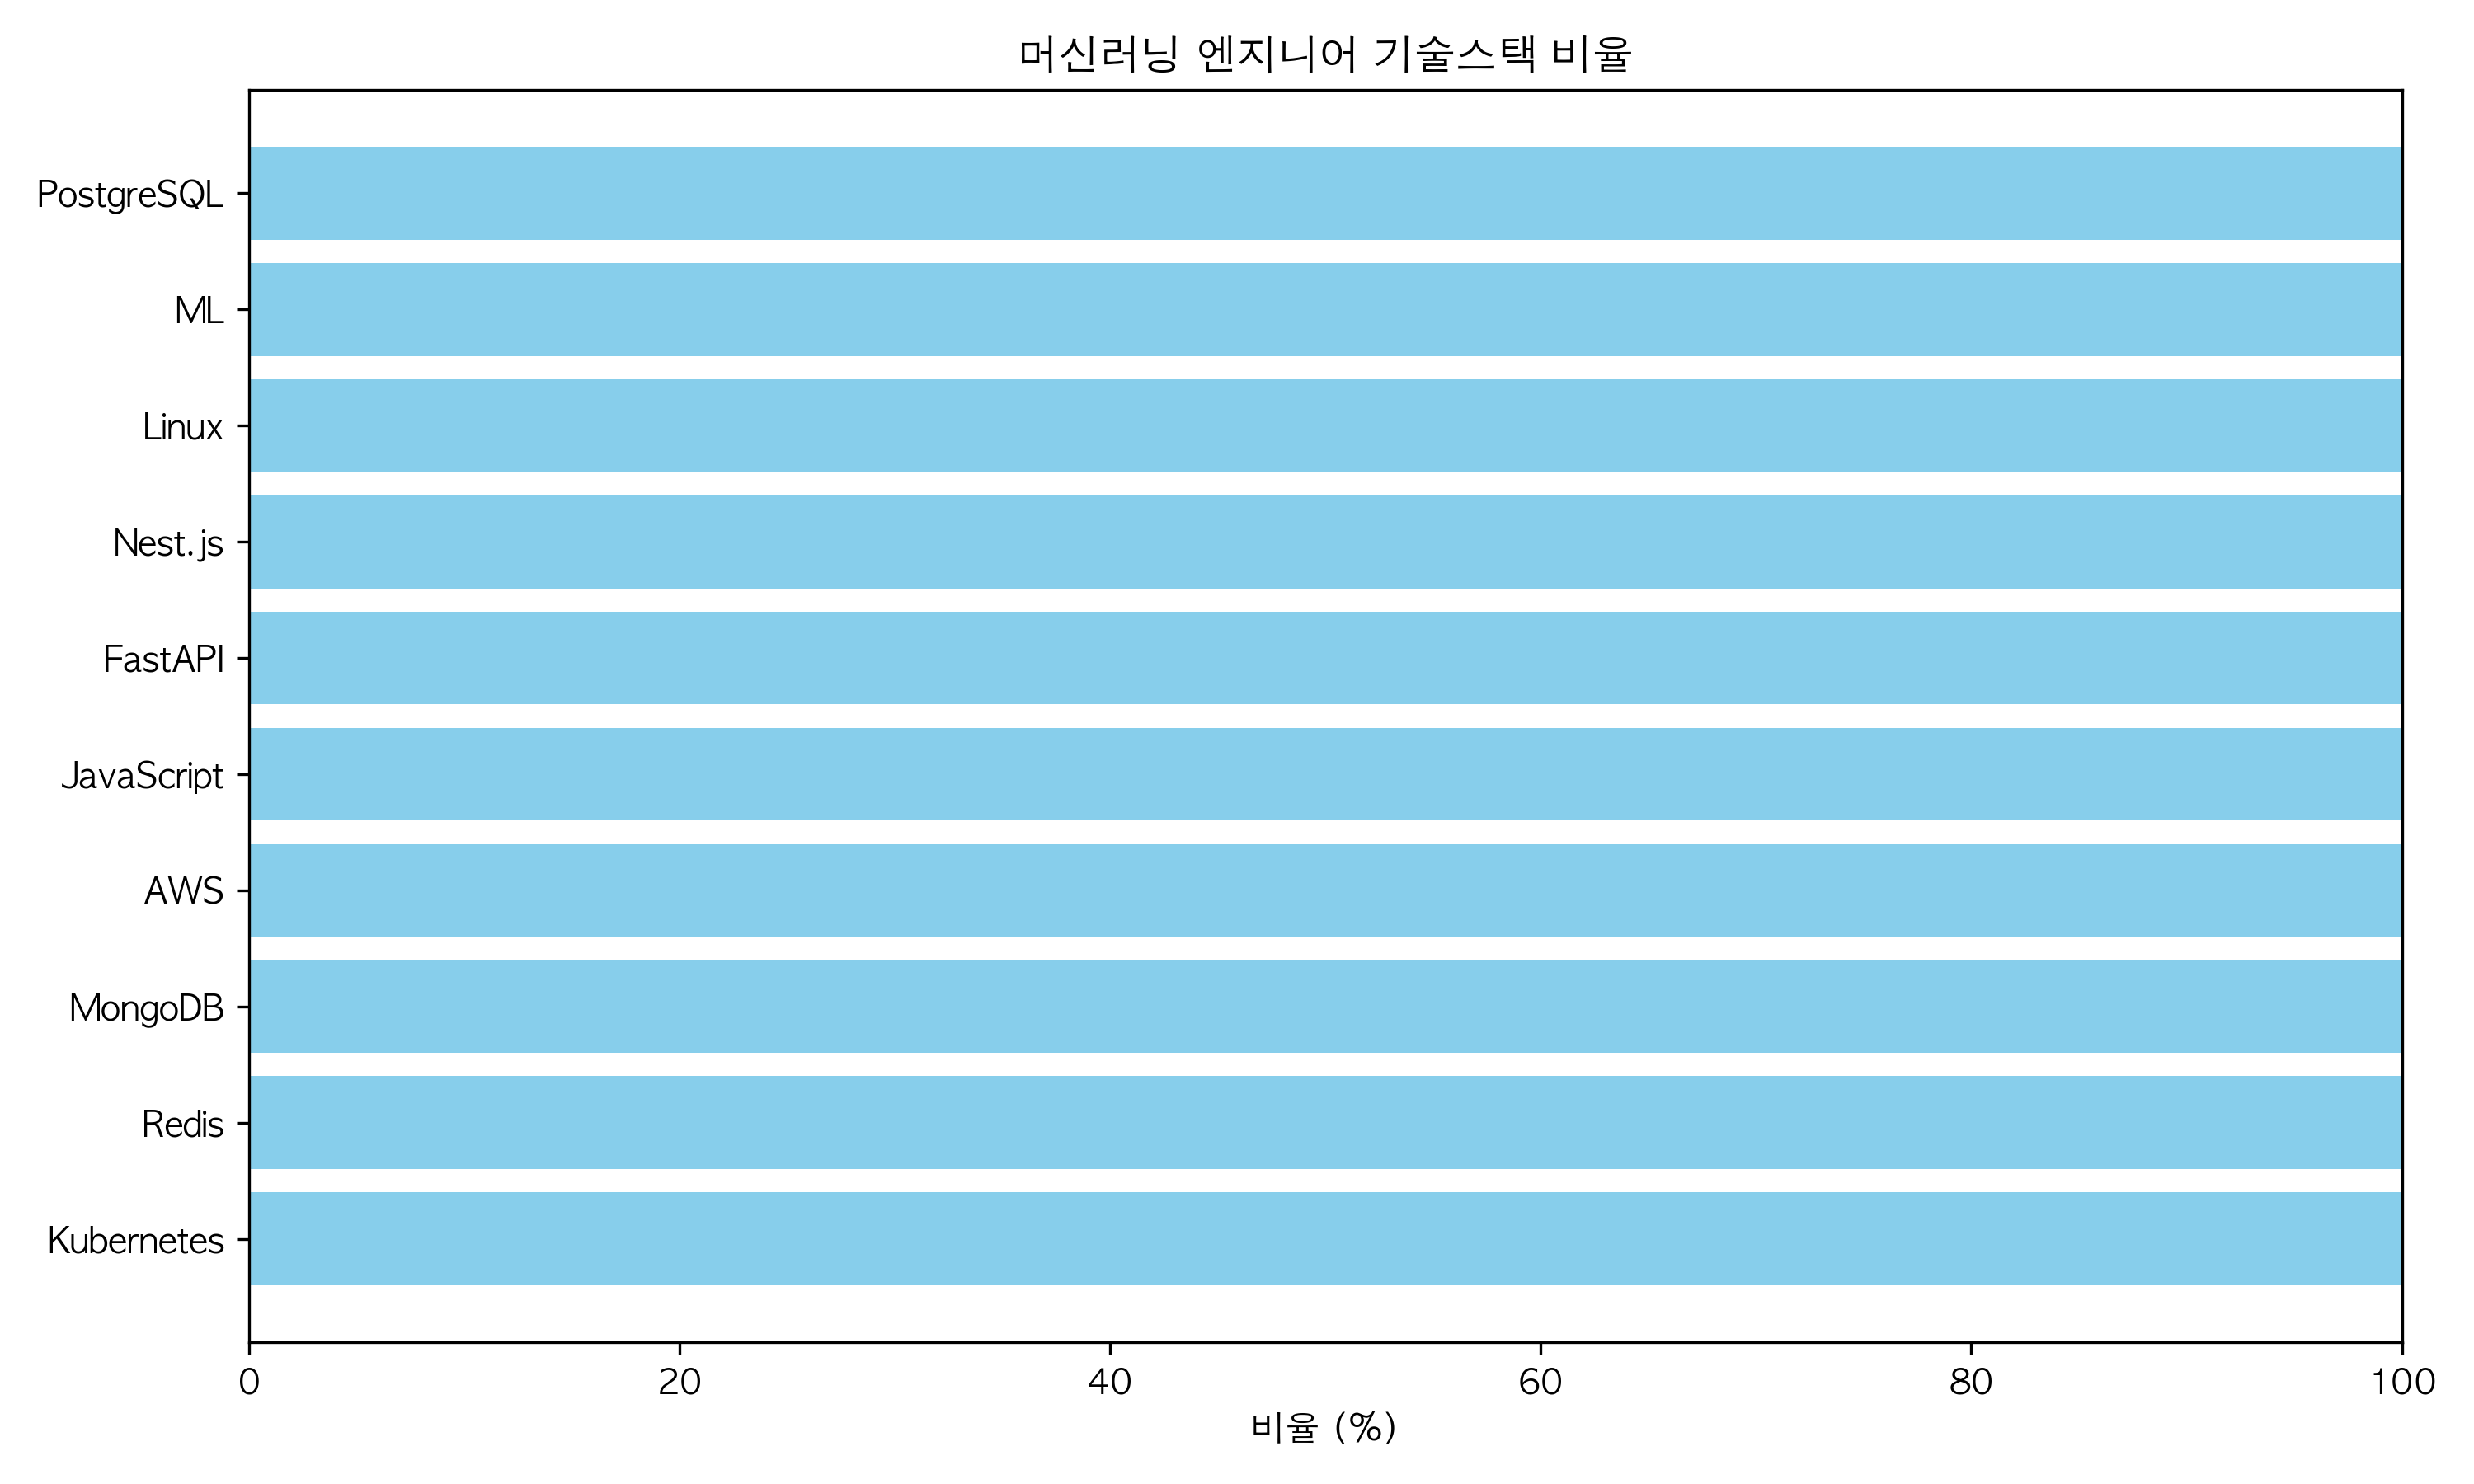 머신러닝 엔지니어 기술스택 비율
PostgreSQL
ML
Linux
Nest.js
FastAPI
JavaScript
AWS
MongoDB
Redis
Kubernetes
0 20 40 60 80 100
비율 (%)